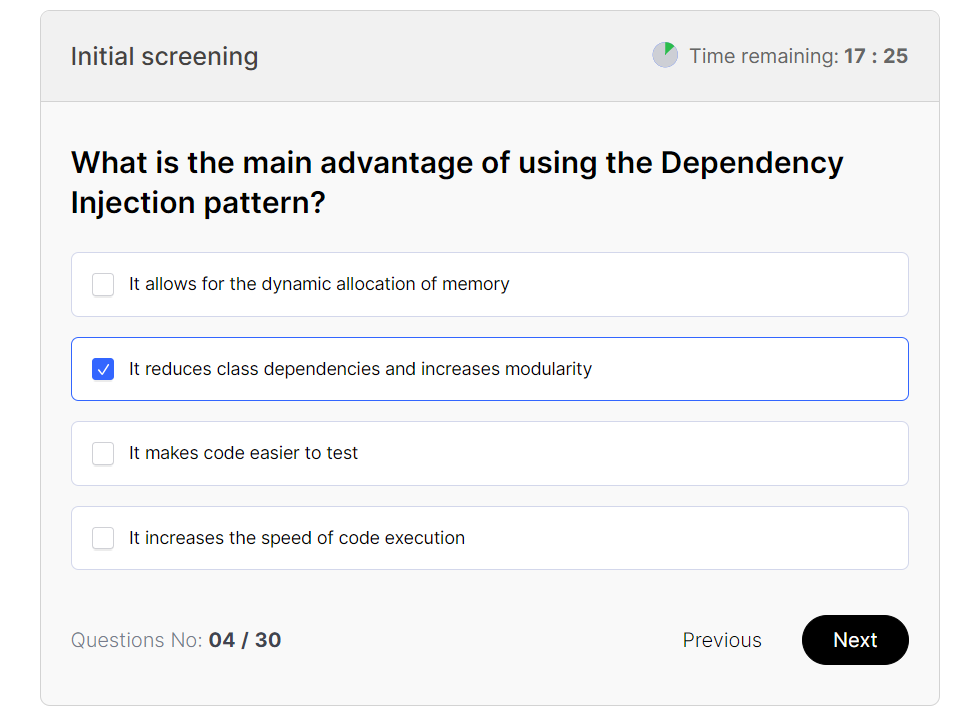 Initial screening
Time remaining: 17 : 25
What is the main advantage of using the Dependency
Injection pattern?
It allows for the dynamic allocation of memory
It reduces class dependencies and increases modularity
It makes code easier to test
It increases the speed of code execution
Questions No: 04 / 30
Previous
Next